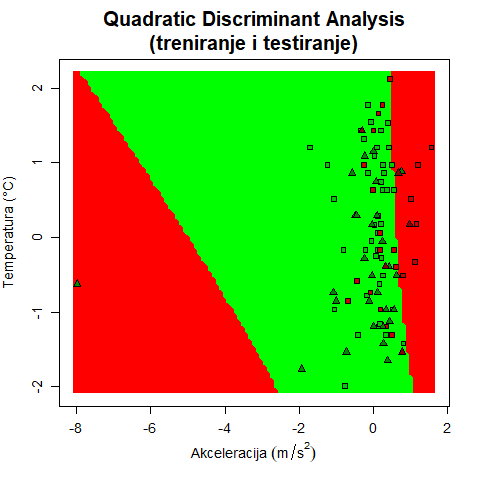 Quadratic Discriminant Analysis
(treniranje i testiranje)
Temperatura (°C)
2
1
0
-1
-2
-8
-6
-4
-2
0
2
Akceleracija (m/s²)